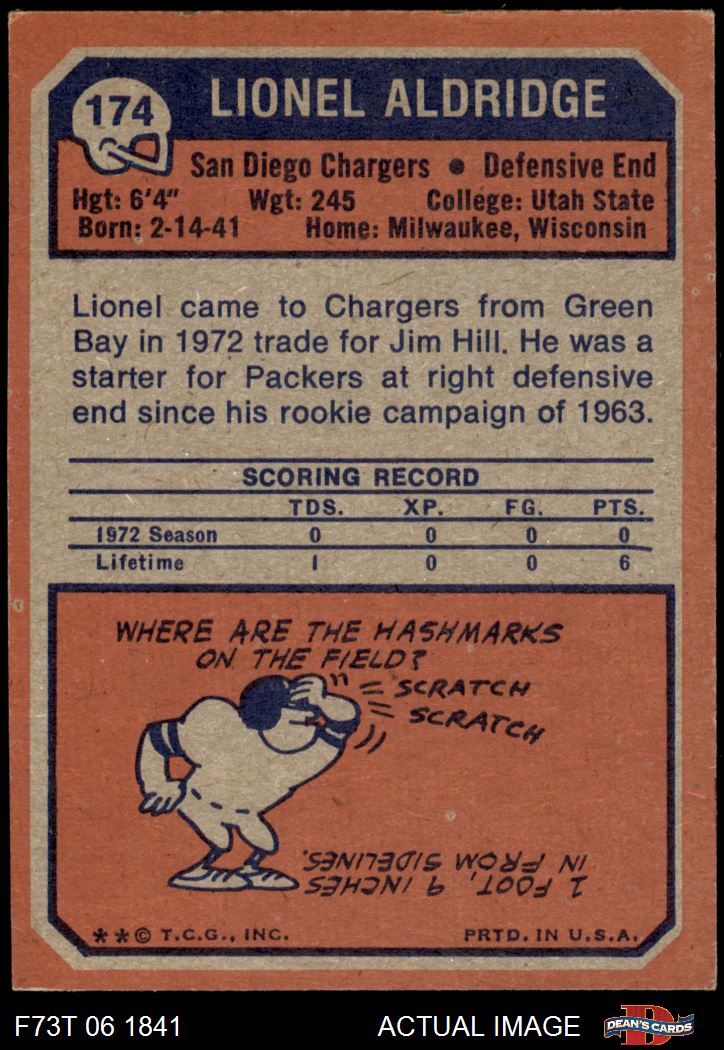 174
LIONEL ALDRIDGE
San Diego Chargers • Defensive End
Hgt: 6'4" Wgt: 245 College: Utah State
Born: 2-14-41 Home: Milwaukee, Wisconsin
Lionel came to Chargers from Green
Bay in 1972 trade for Jim Hill. He was a
starter for Packers at right defensive
end since his rookie campaign of 1963.
SCORING RECORD
TDS. XP. FG. PTS.
1972 Season 0 0 0 0
Lifetime 1 0 0 6
WHERE ARE THE HASHMARKS
ON THE FIELD?
SCRATCH
SCRATCH
1 FOOT, 9 INCHES
IN FROM SIDELINES.
**© T.C.G., INC. PRTD. IN U.S.A.
F73T 06 1841 ACTUAL IMAGE
D
DEAN'S CARDS